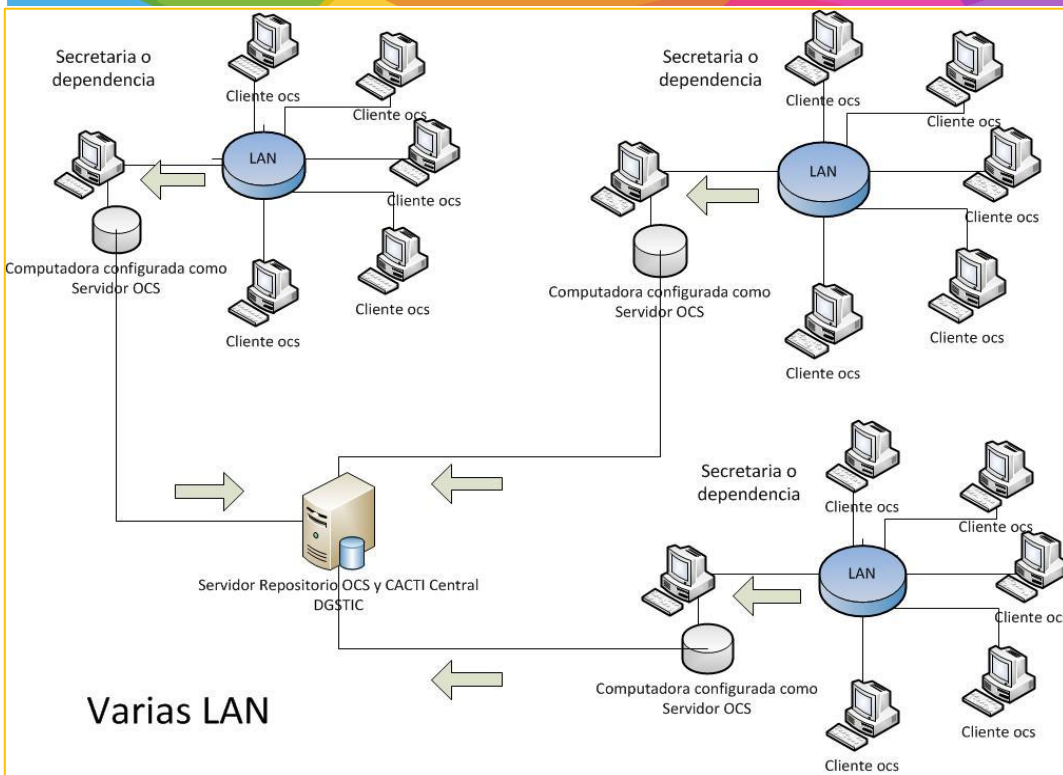 Secretaria o
dependencia
Cliente ocs
Cliente ocs
LAN
Cliente ocs
Computadora configurada como
Servidor OCS
Cliente ocs
Cliente ocs
Secretaria o
dependencia
Cliente ocs
Cliente ocs
LAN
Cliente ocs
Computadora configurada como
Servidor OCS
Cliente ocs
Cliente ocs
Servidor Repositorio OCS y CACTI Central
DGSTIC
Secretaria o
dependencia
Cliente ocs
Cliente ocs
LAN
Cliente ocs
Computadora configurada como
Servidor OCS
Cliente ocs
Cliente ocs
Varias LAN